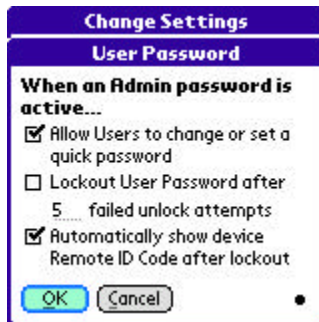 Change Settings
User Password
When an Admin password is
active...
Allow Users to change or set a
quick password
Lockout User Password after
5 failed unlock attempts
Automatically show device
Remote ID Code after lockout
OK Cancel